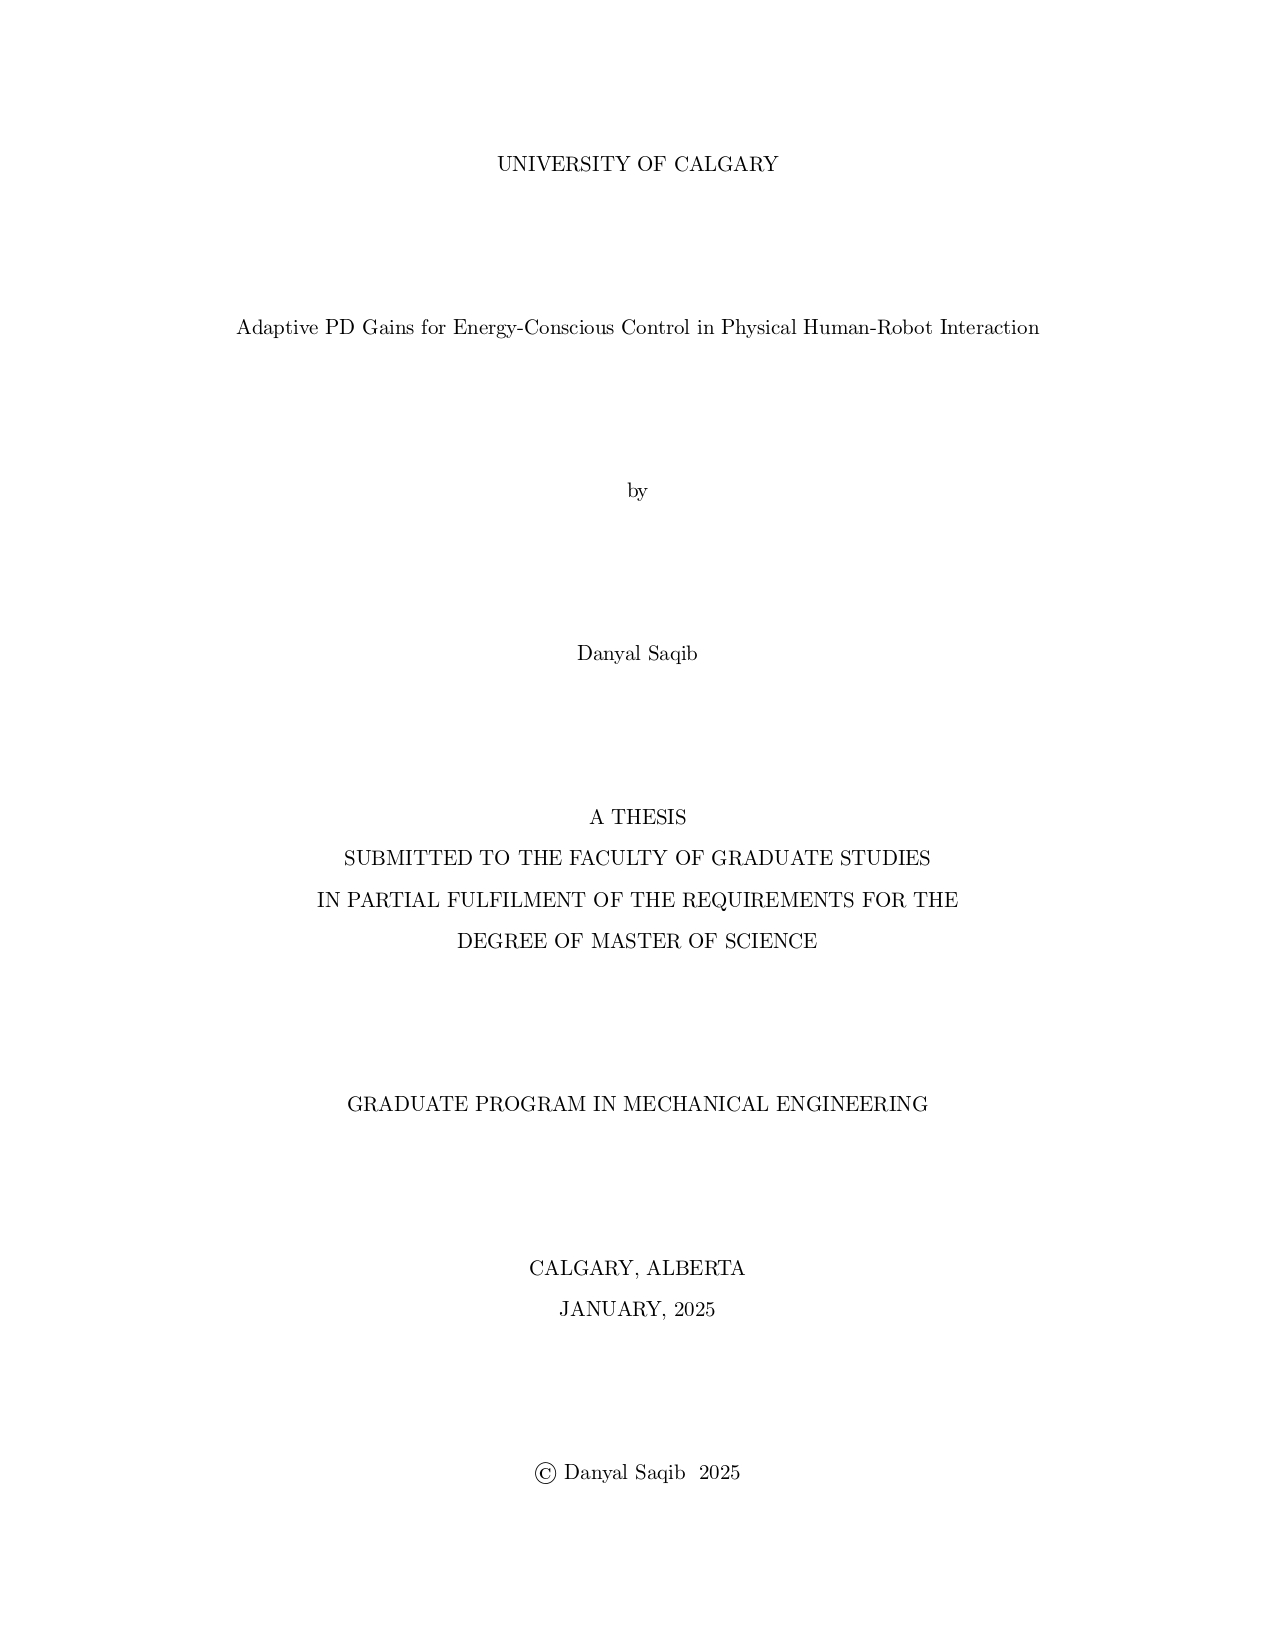 UNIVERSITY OF CALGARY
Adaptive PD Gains for Energy-Conscious Control in Physical Human-Robot Interaction
by
Danyal Saqib
A THESIS
SUBMITTED TO THE FACULTY OF GRADUATE STUDIES
IN PARTIAL FULFILMENT OF THE REQUIREMENTS FOR THE
DEGREE OF MASTER OF SCIENCE
GRADUATE PROGRAM IN MECHANICAL ENGINEERING
CALGARY, ALBERTA
JANUARY, 2025
© Danyal Saqib 2025